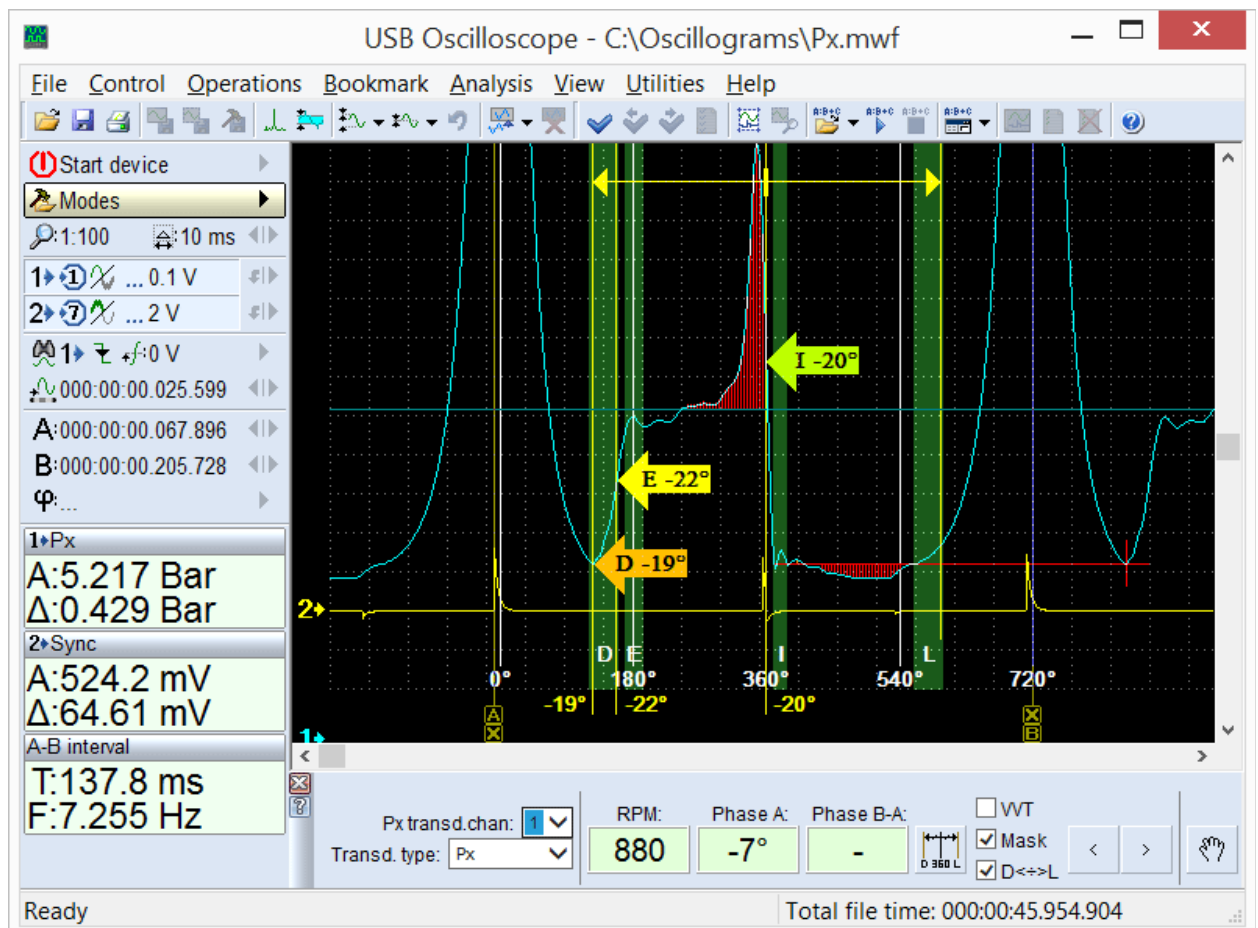 USB Oscilloscope - C:\Oscillograms\Px.mwf
File Control Operations Bookmark Analysis View Utilities Help
A:B+C A:B+C A:B+C A:B+C
Start device
Modes
1:100 10 ms
1 1 ... 0.1 V
2 7 ... 2 V
1 f:0 V
000:00:00.025.599
A:000:00:00.067.896
B:000:00:00.205.728
φ:...
1 Px
A:5.217 Bar
Δ:0.429 Bar
2 Sync
A:524.2 mV
Δ:64.61 mV
A-B interval
T:137.8 ms
F:7.255 Hz
I -20°
E -22°
D -19°
2
D E I L
0° 180° 360° 540° 720°
-19° -22° -20°
A X
X B
1
Px transd.chan: 1
Transd. type: Px
RPM: Phase A: Phase B-A:
880 -7° -
D 360 L
VVT
Mask
D<÷>L
< >
Ready Total file time: 000:00:45.954.904